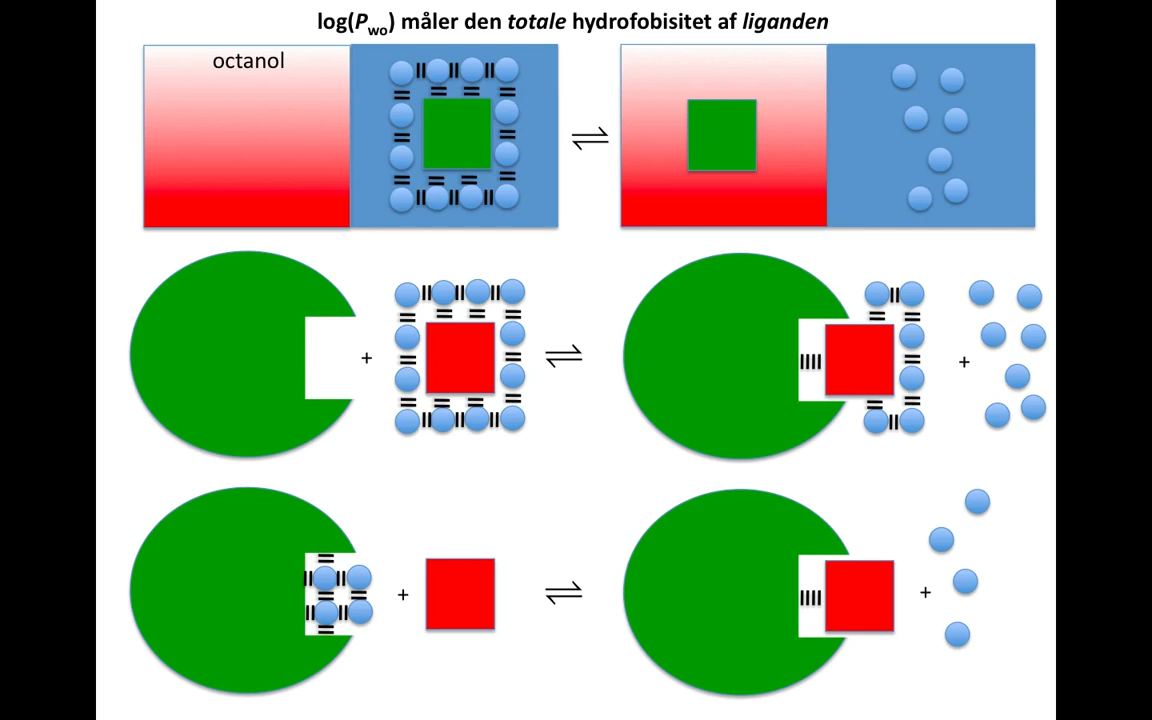 log(Pwo) måler den totale hydrofobisitet af liganden
octanol
+
+
+
+